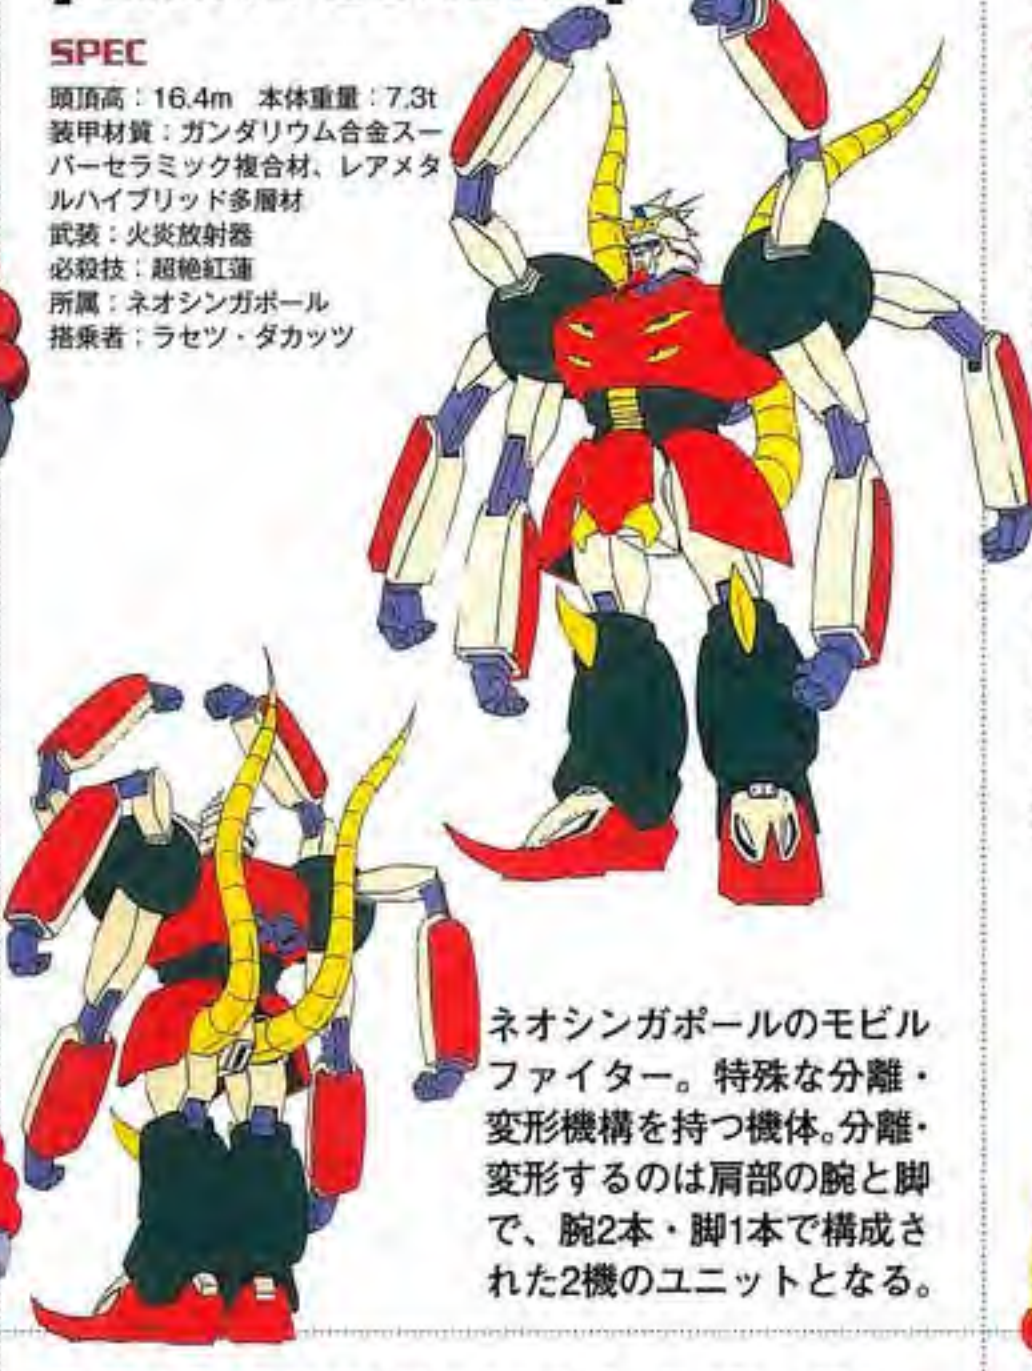 SPEC
頭頂高：16.4m　本体重量：7.3t
装甲材質：ガンダリウム合金スー
パーセラミック複合材、レアメタ
ルハイブリッド多層材
武装：火炎放射器
必殺技：超絶紅蓮
所属：ネオシンガポール
搭乗者：ラセツ・ダカッツ
ネオシンガポールのモビル
ファイター。特殊な分離・
変形機構を持つ機体。分離・
変形するのは肩部の腕と脚
で、腕2本・脚1本で構成さ
れた2機のユニットとなる。